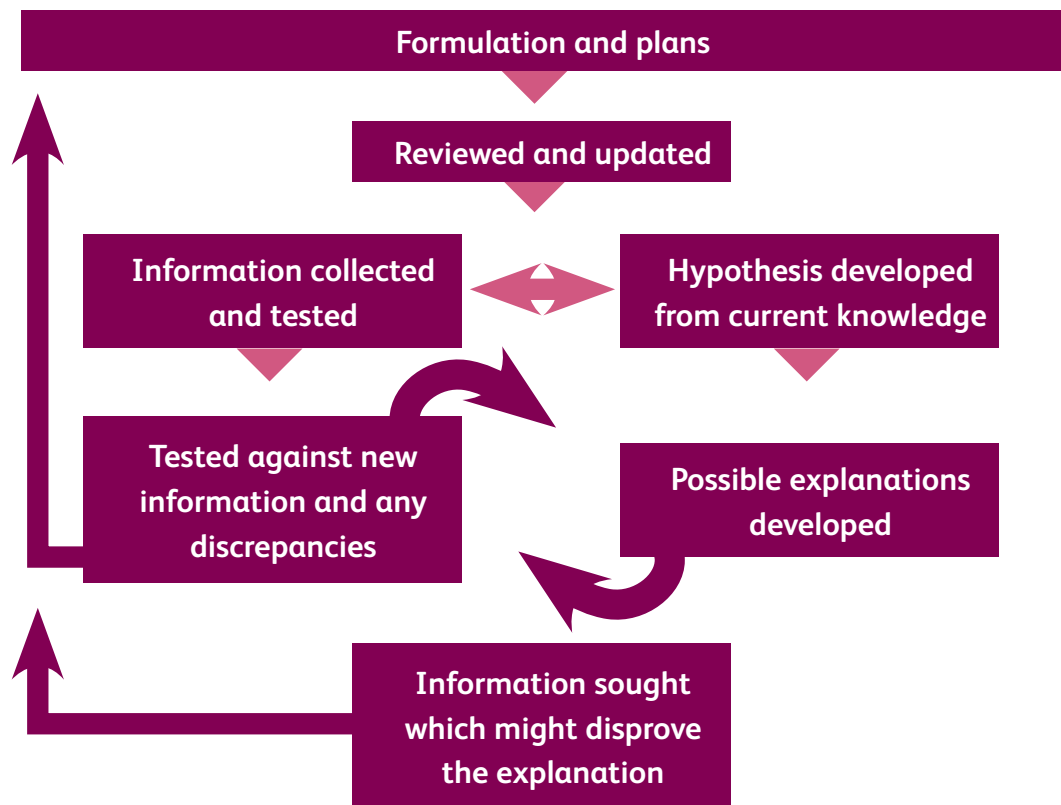 Formulation and plans
Reviewed and updated
Information collected
and tested
Hypothesis developed
from current knowledge
Tested against new
information and any
discrepancies
Possible explanations
developed
Information sought
which might disprove
the explanation